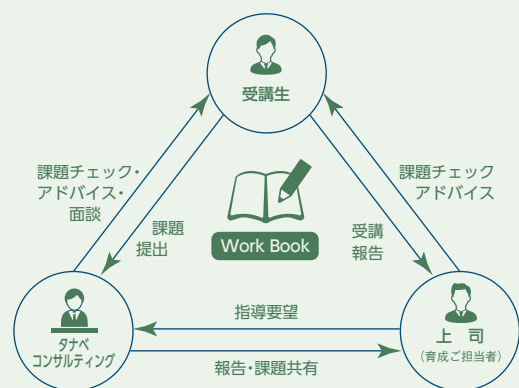 受講生
課題チェック・
アドバイス・
面談
課題チェック
アドバイス
課題
提出
Work Book
受講
報告
タナベ
コンサルティング
指導要望
上 司
(育成ご担当者)
報告・課題共有